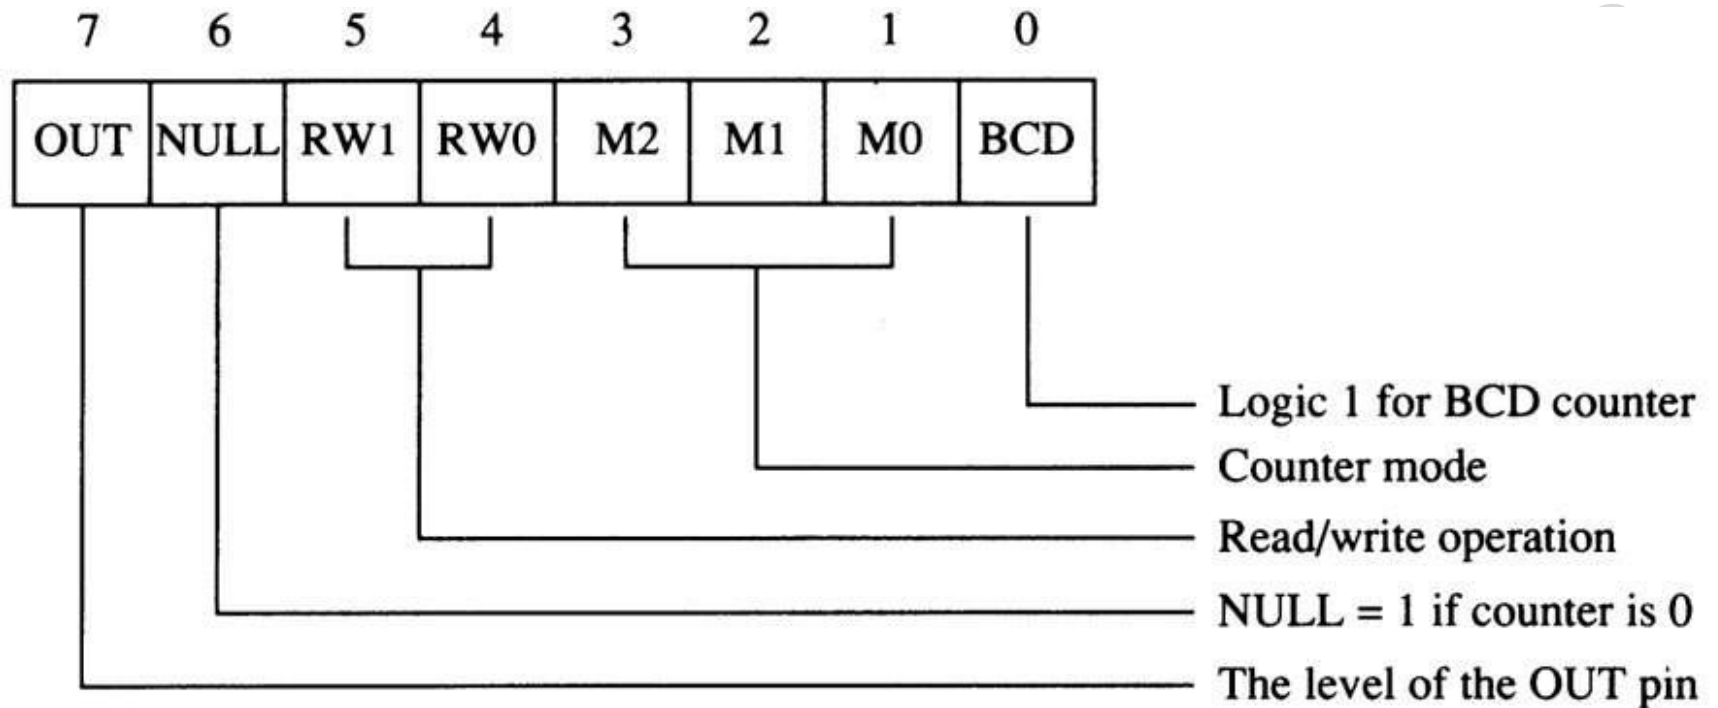 7 6 5 4 3 2 1 0
OUT NULL RW1 RW0 M2 M1 M0 BCD
Logic 1 for BCD counter
Counter mode
Read/write operation
NULL = 1 if counter is 0
The level of the OUT pin